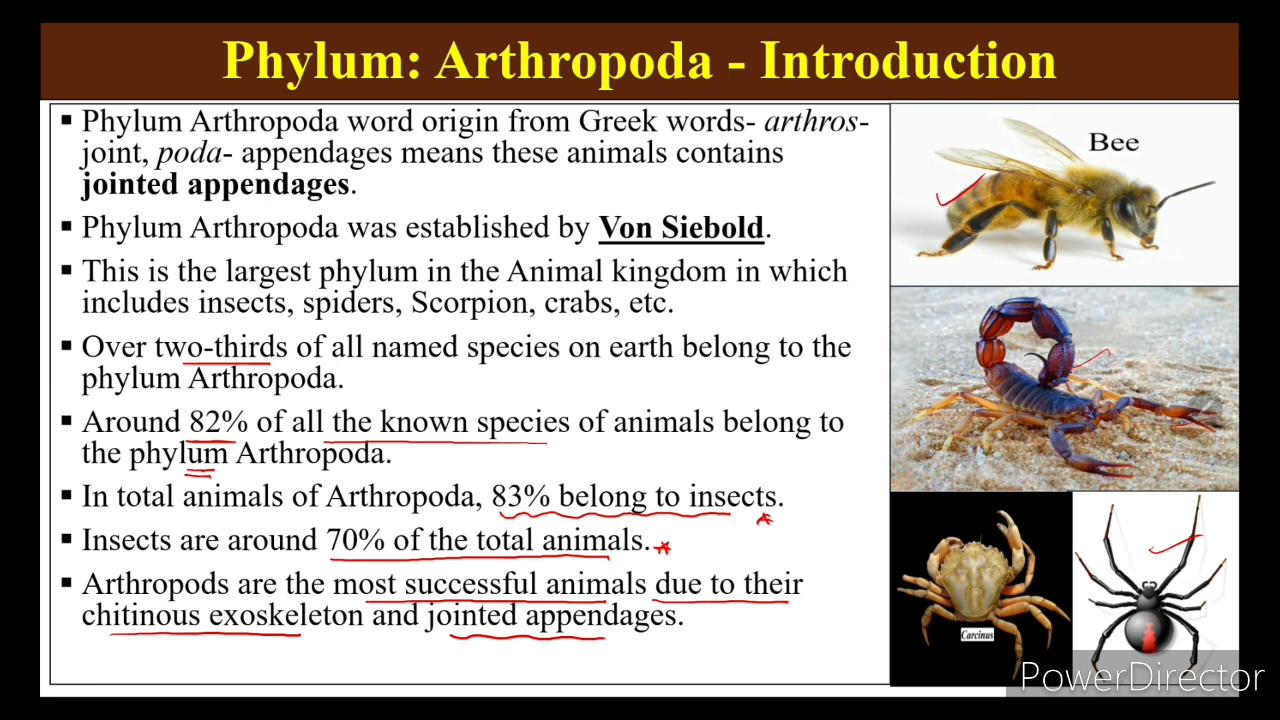 Phylum: Arthropoda - Introduction
▪ Phylum Arthropoda word origin from Greek words- arthros-
joint, poda- appendages means these animals contains
jointed appendages.
▪ Phylum Arthropoda was established by Von Siebold.
▪ This is the largest phylum in the Animal kingdom in which
includes insects, spiders, Scorpion, crabs, etc.
▪ Over two-thirds of all named species on earth belong to the
phylum Arthropoda.
▪ Around 82% of all the known species of animals belong to
the phylum Arthropoda.
▪ In total animals of Arthropoda, 83% belong to insects.
▪ Insects are around 70% of the total animals.
▪ Arthropods are the most successful animals due to their
chitinous exoskeleton and jointed appendages.
Bee
Carcinus
PowerDirector